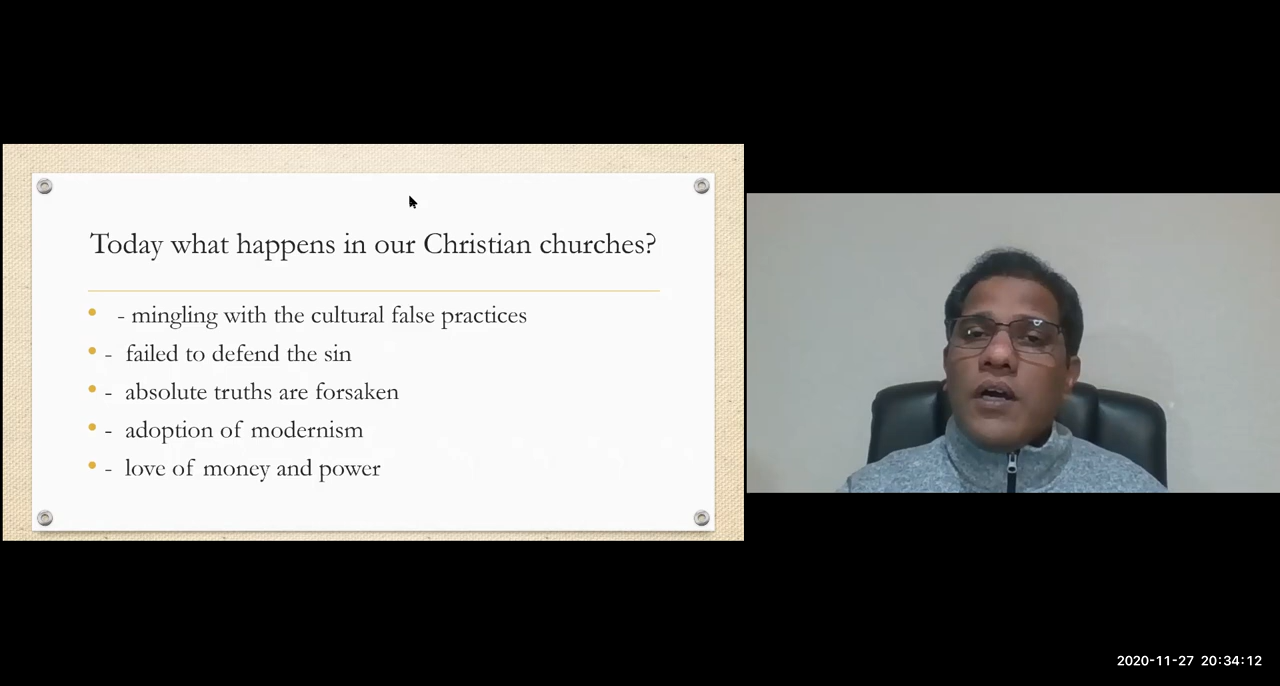 Today what happens in our Christian churches?
- mingling with the cultural false practices
- failed to defend the sin
- absolute truths are forsaken
- adoption of modernism
- love of money and power
2020-11-27 20:34:12